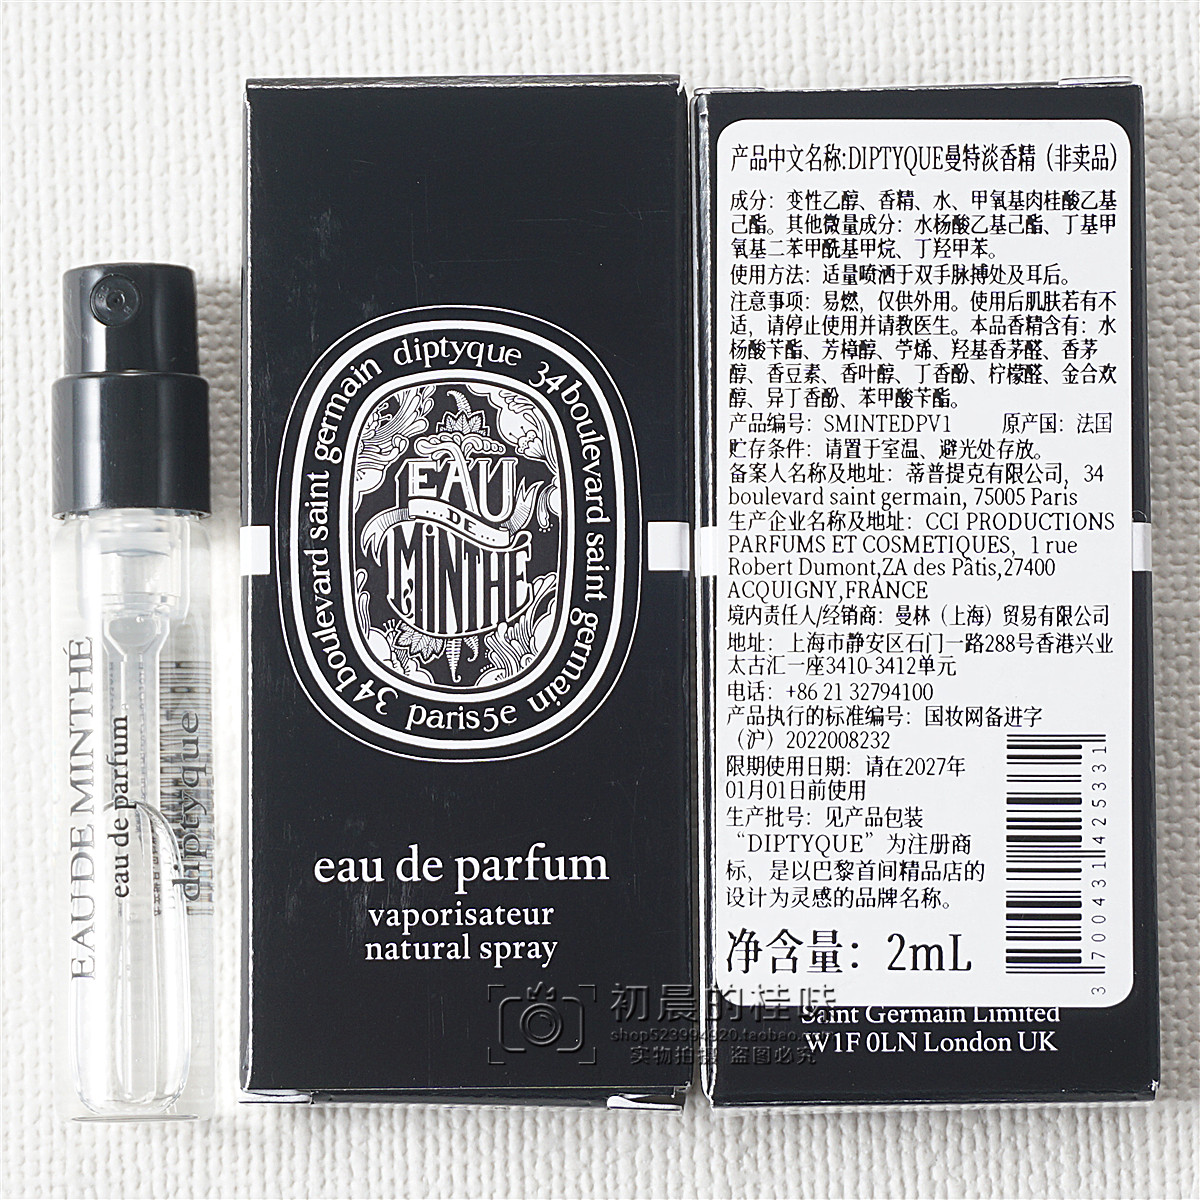 EAU DE MINTHÉ
eau de parfum
diptyque
diptyque 34 boulevard saint germain paris5e 34 boulevard saint germain
EAU
DE
MINTHÉ
eau de parfum
vaporisateur
natural spray
产品中文名称:DIPTYQUE曼特淡香精（非卖品）
成分：变性乙醇、香精、水、甲氧基肉桂酸乙基
己酯。其他微量成分：水杨酸乙基己酯、丁基甲
氧基二苯甲酰基甲烷、丁羟甲苯。
使用方法：适量喷洒于双手脉搏处及耳后。
注意事项：易燃，仅供外用。使用后肌肤若有不
适，请停止使用并请教医生。本品香精含有：水
杨酸苄酯、芳樟醇、苧烯、羟基香茅醛、香茅
醇、香豆素、香叶醇、丁香酚、柠檬醛、金合欢
醇、异丁香酚、苯甲酸苄酯。
产品编号：SMINTEDPV1 原产国：法国
贮存条件：请置于室温、避光处存放。
备案人名称及地址：蒂普提克有限公司，34
boulevard saint germain, 75005 Paris
生产企业名称及地址：CCI PRODUCTIONS
PARFUMS ET COSMETIQUES, 1 rue
Robert Dumont,ZA des Pâtis,27400
ACQUIGNY,FRANCE
境内责任人/经销商：曼林（上海）贸易有限公司
地址：上海市静安区石门一路288号香港兴业
太古汇一座3410-3412单元
电话：+86 21 32794100
产品执行的标准编号：国妆网备进字
（沪）2022008232
限期使用日期：请在2027年
01月01日前使用
生产批号：见产品包装
“DIPTYQUE”为注册商
标，是以巴黎首间精品店的
设计为灵感的品牌名称。
净含量：2mL
3 700431 425331
Saint Germain Limited
W1F 0LN London UK
初晨的桂味
shop523994920.taobao.com
实物拍摄 盗图必究